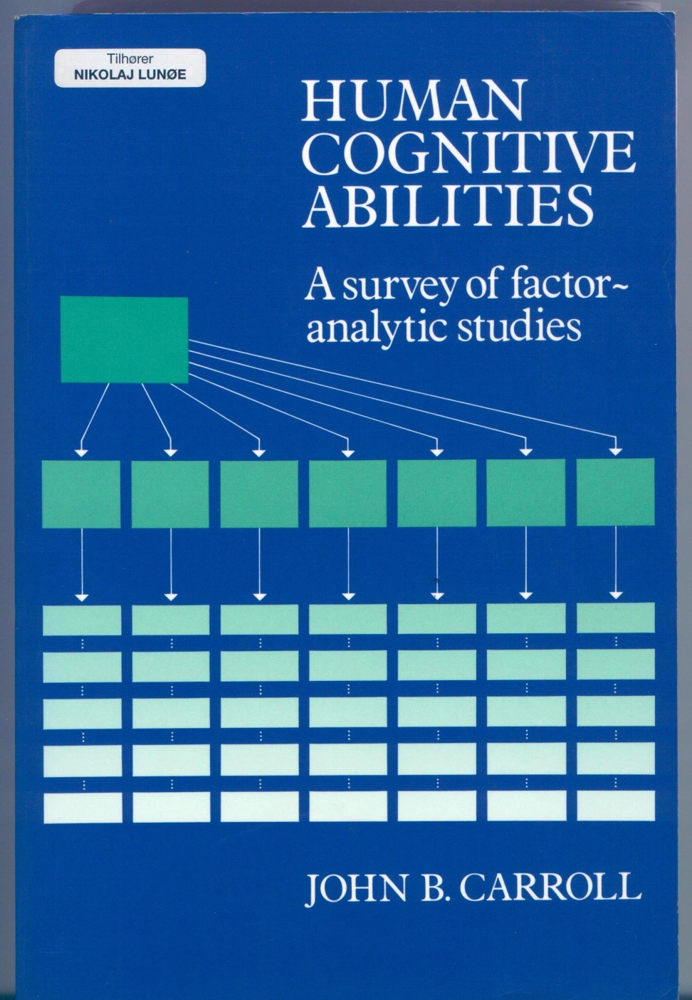 Tilhører
NIKOLAJ LUNØE
HUMAN
COGNITIVE
ABILITIES
A survey of factor~
analytic studies
JOHN B. CARROLL